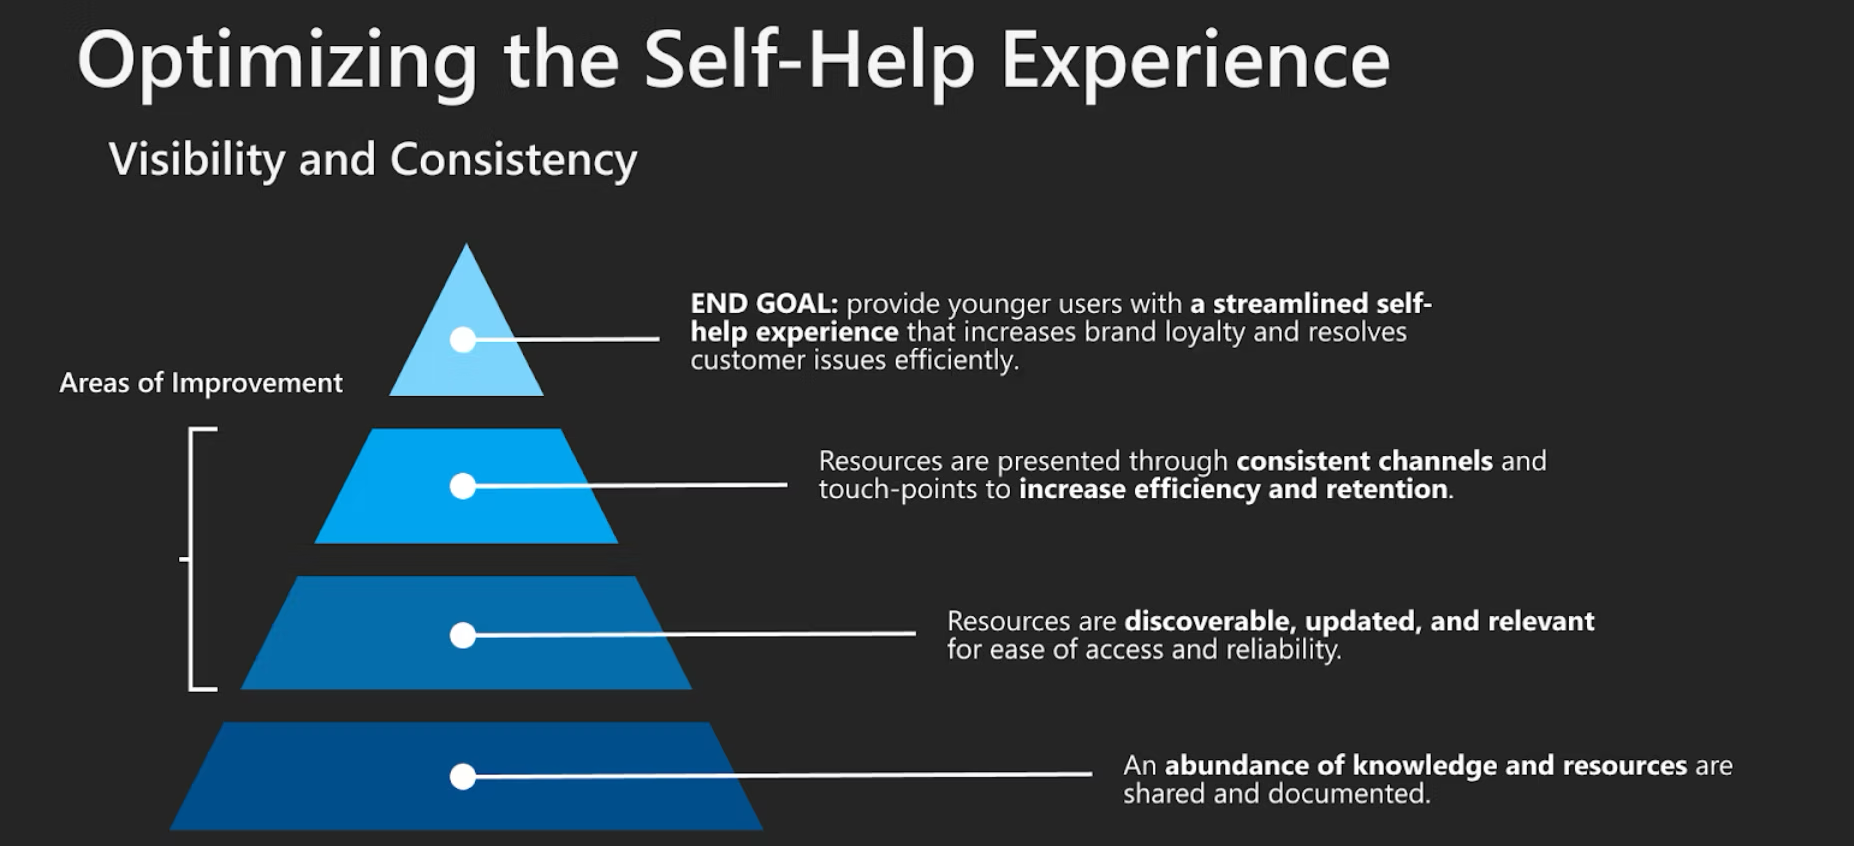 Optimizing the Self-Help Experience
Visibility and Consistency
END GOAL: provide younger users with a streamlined self-
help experience that increases brand loyalty and resolves
customer issues efficiently.
Areas of Improvement
Resources are presented through consistent channels and
touch-points to increase efficiency and retention.
Resources are discoverable, updated, and relevant
for ease of access and reliability.
An abundance of knowledge and resources are
shared and documented.